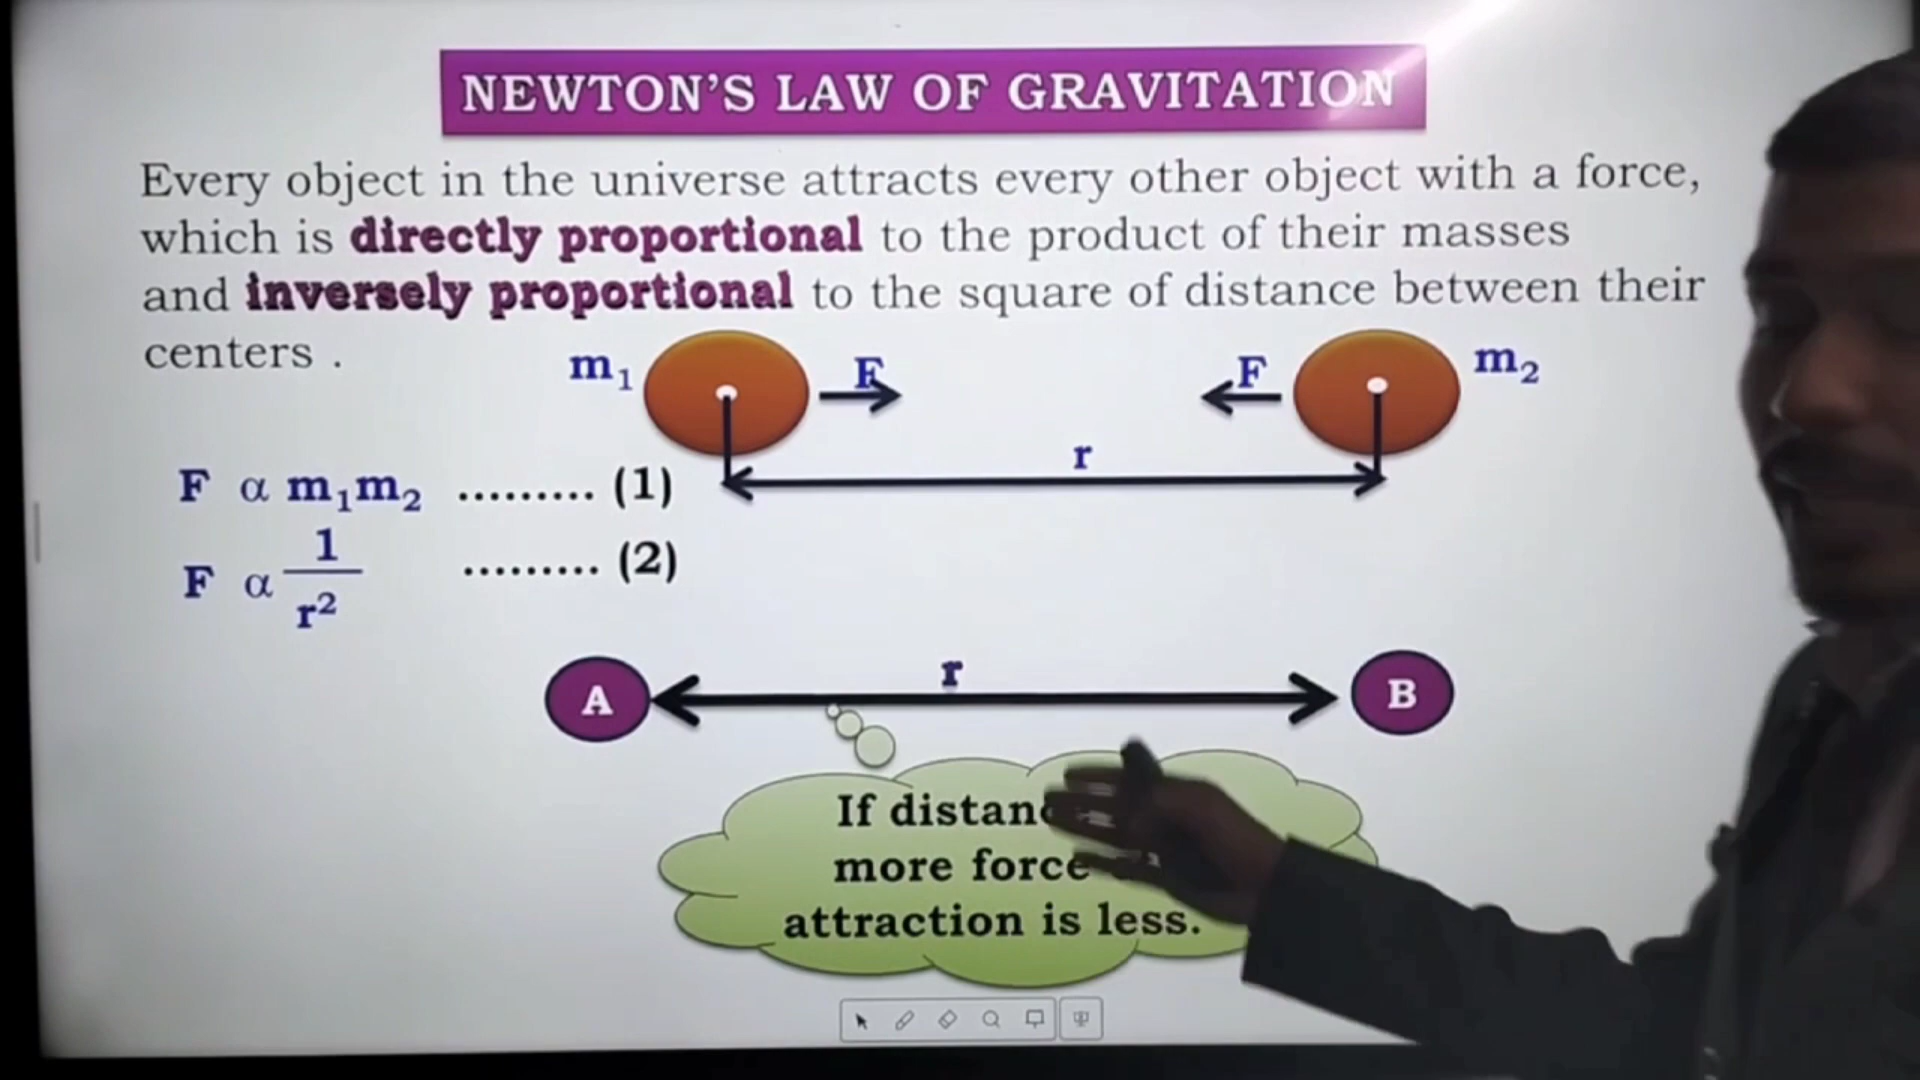 NEWTON'S LAW OF GRAVITATION
Every object in the universe attracts every other object with a force,
which is directly proportional to the product of their masses
and inversely proportional to the square of distance between their
centers .
m₁ F F m₂
r
F α m₁m₂ ......... (1)
F α 1/r² ......... (2)
A r B
If
more force
attraction is less.